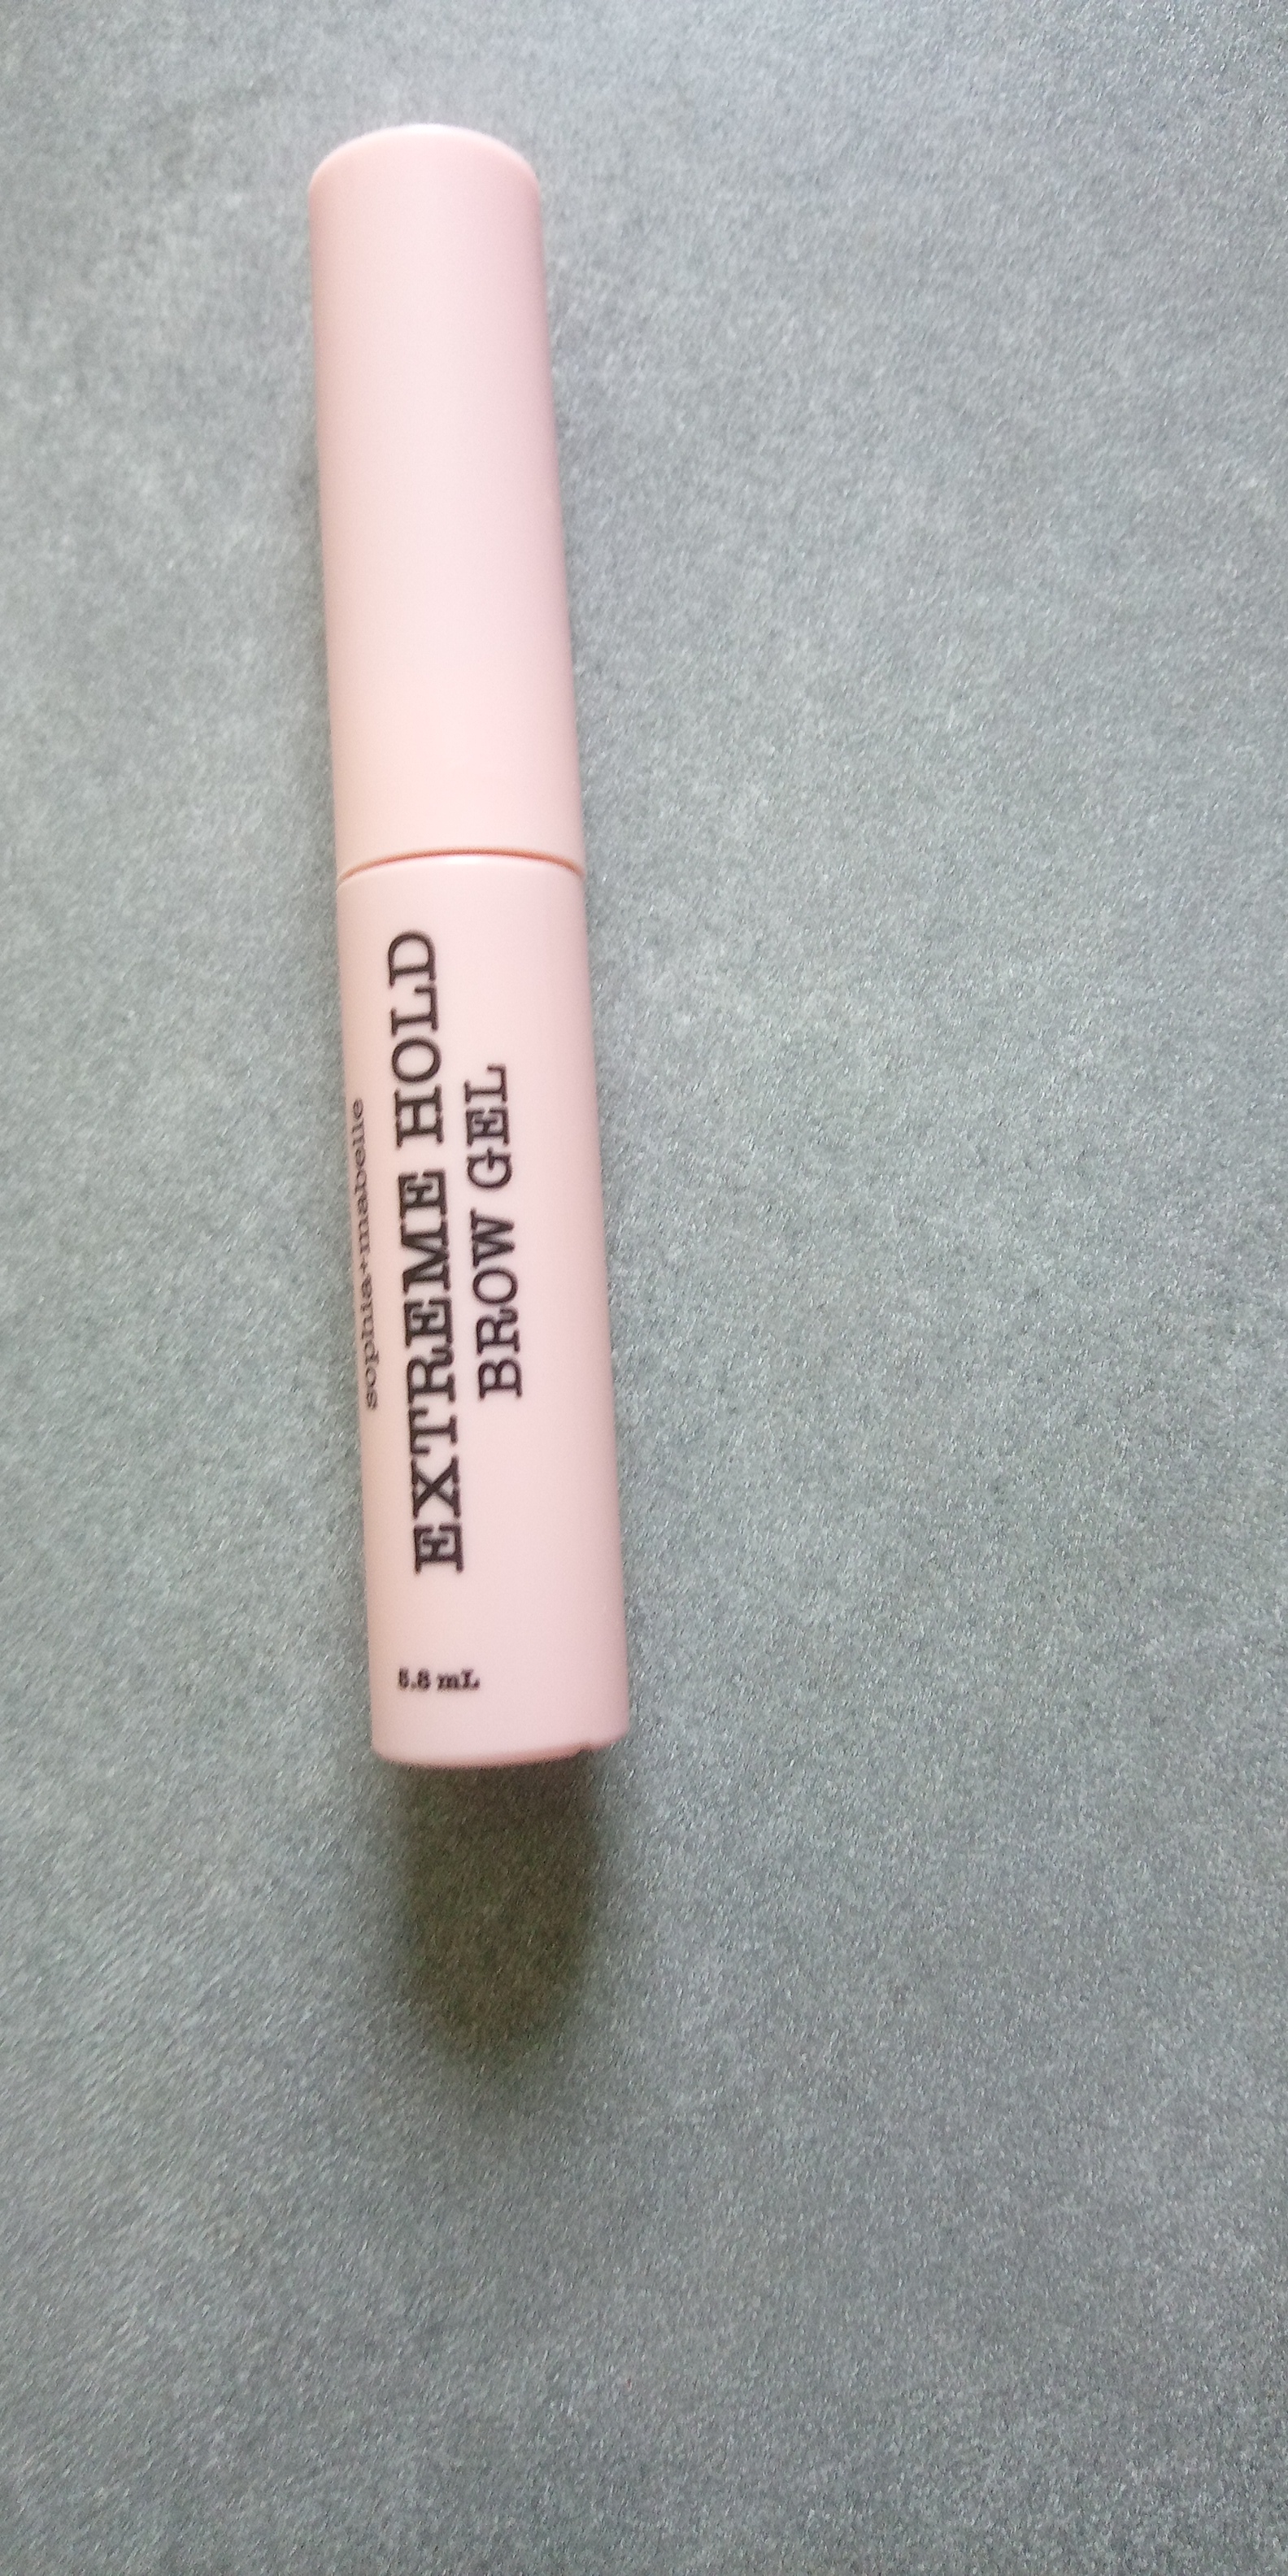 sophia+mabelle
EXTREME HOLD
BROW GEL
5.8 mL